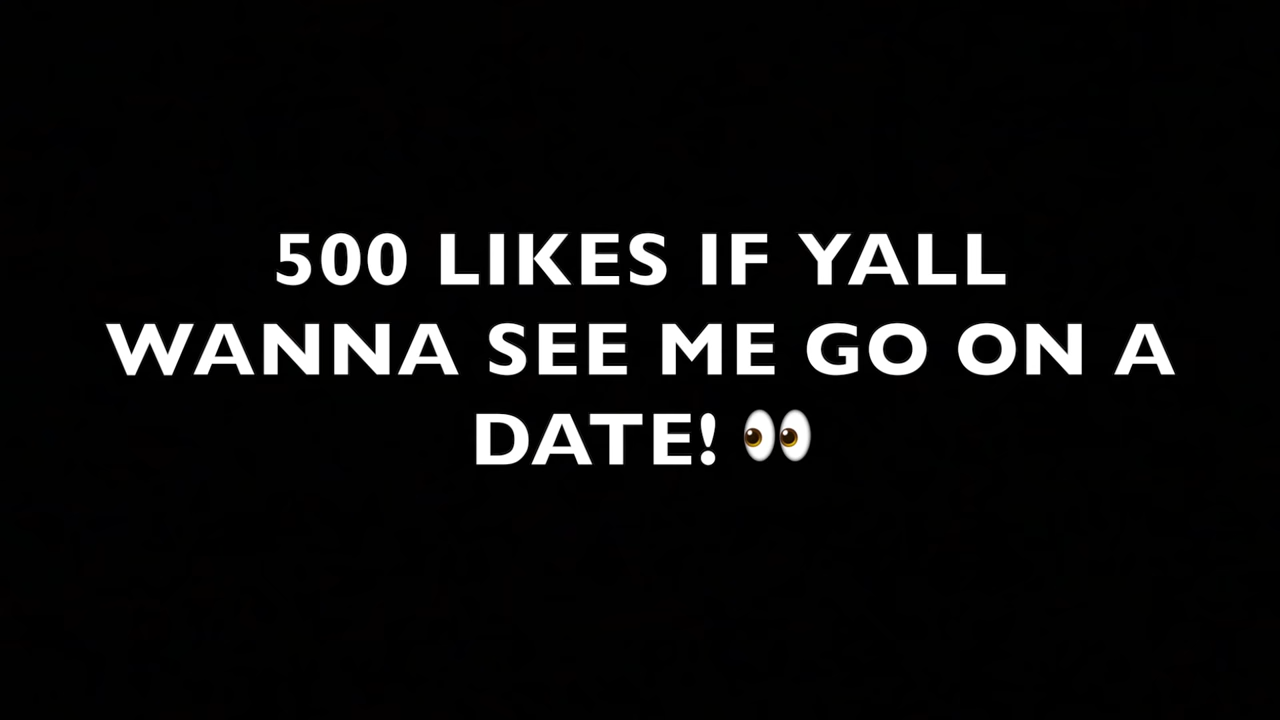 500 LIKES IF YALL
WANNA SEE ME GO ON A
DATE! 👀